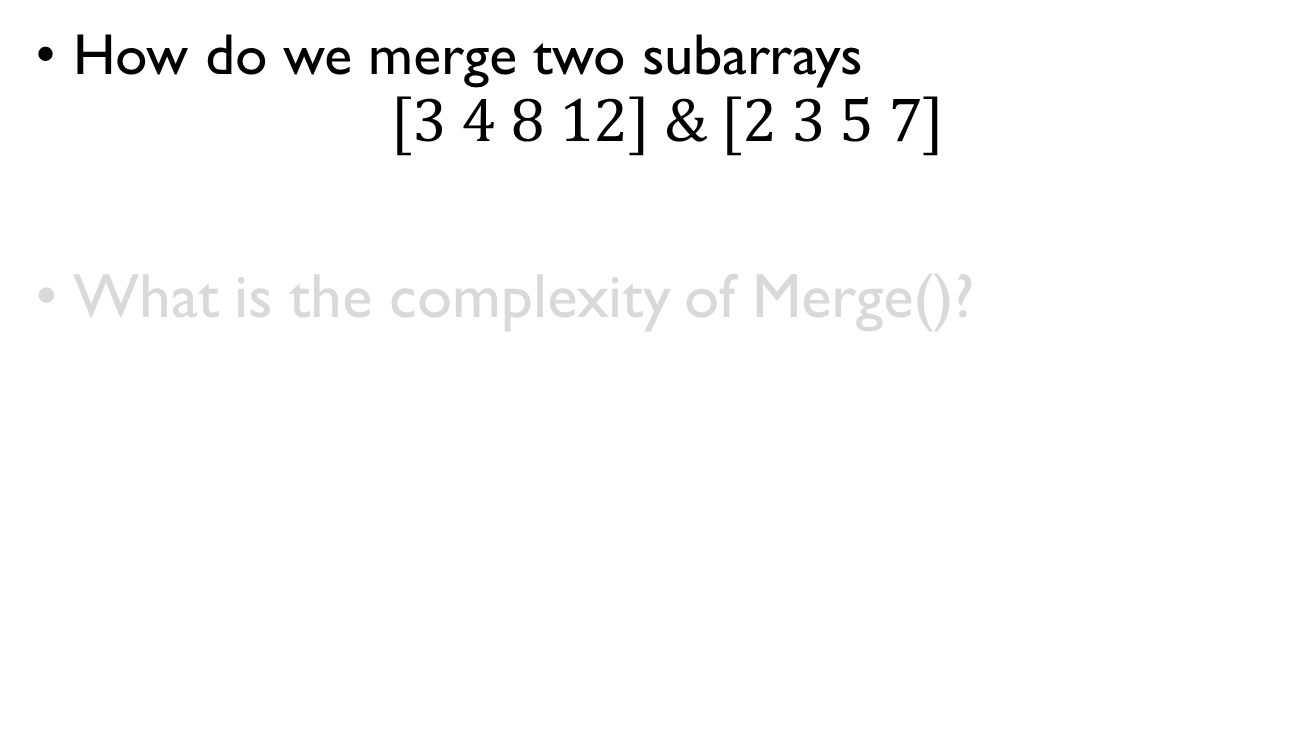 • How do we merge two subarrays
[3 4 8 12] & [2 3 5 7]
• What is the complexity of Merge()?